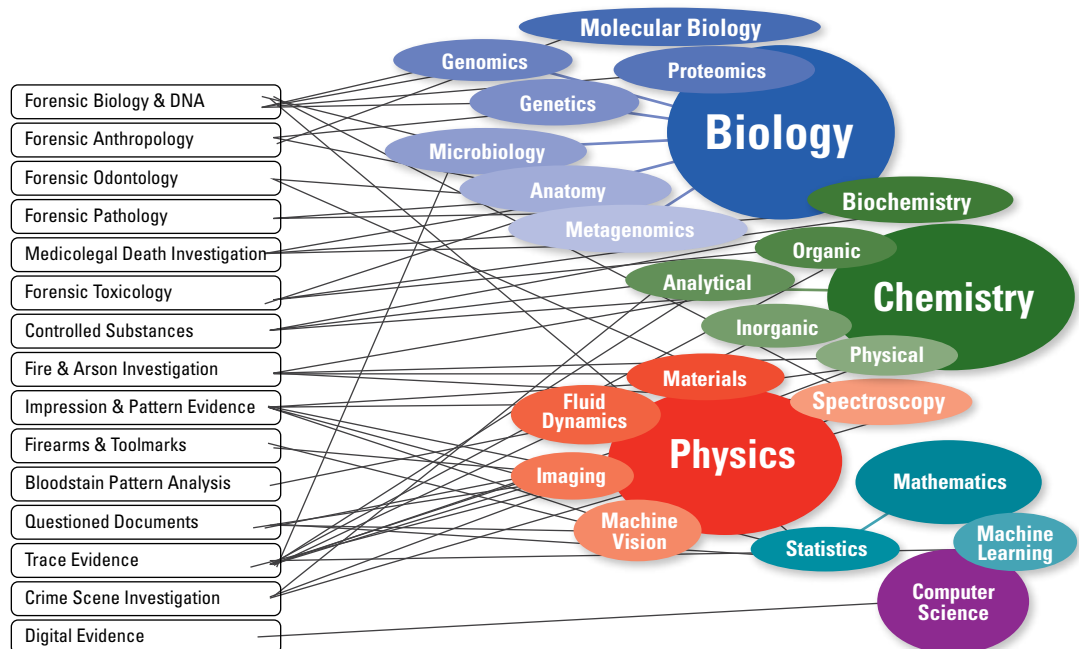 Forensic Biology & DNA
Forensic Anthropology
Forensic Odontology
Forensic Pathology
Medicolegal Death Investigation
Forensic Toxicology
Controlled Substances
Fire & Arson Investigation
Impression & Pattern Evidence
Firearms & Toolmarks
Bloodstain Pattern Analysis
Questioned Documents
Trace Evidence
Crime Scene Investigation
Digital Evidence
Molecular Biology
Genomics
Proteomics
Genetics
Biology
Microbiology
Anatomy
Metagenomics
Biochemistry
Organic
Analytical
Chemistry
Inorganic
Physical
Materials
Spectroscopy
Fluid
Dynamics
Physics
Imaging
Machine
Vision
Mathematics
Statistics
Machine
Learning
Computer
Science